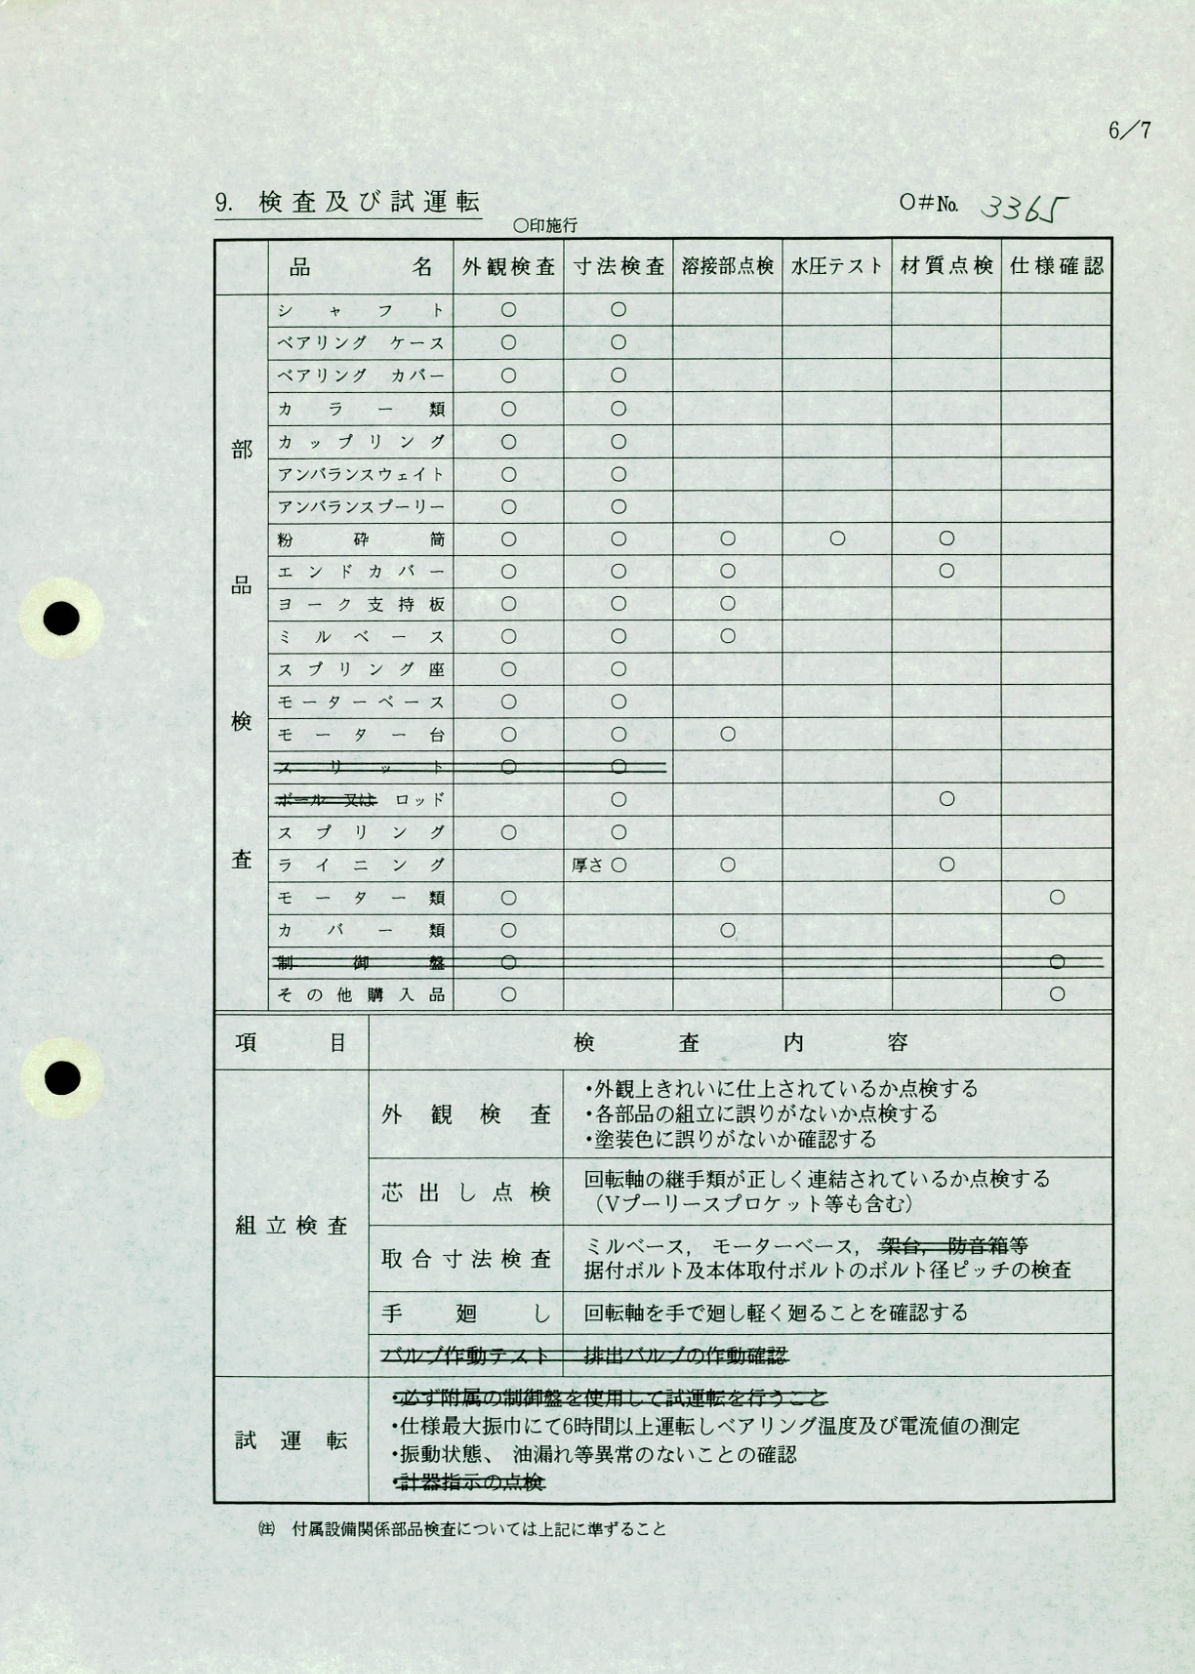 6/7
9. 検査及び試運転
○#No. 3365
○印施行
品名 外観検査 寸法検査 溶接部点検 水圧テスト 材質点検 仕様確認
部品検査
シャフト ○ ○
ベアリング ケース ○ ○
ベアリング カバー ○ ○
カラー類 ○ ○
カップリング ○ ○
アンバランスウェイト ○ ○
アンバランスプーリー ○ ○
粉砕筒 ○ ○ ○ ○ ○
エンドカバー ○ ○ ○ ○
ヨーク支持板 ○ ○ ○
ミルベース ○ ○ ○
スプリング座 ○ ○
モーターベース ○ ○
モーター台 ○ ○ ○
スリット ○ ○
ボール 又は ロッド ○ ○
スプリング ○ ○
ライニング 厚さ○ ○ ○
モーター類 ○ ○
カバー類 ○ ○
制御盤 ○ ○
その他購入品 ○ ○
項目 検査内容
組立検査
外観検査
・外観上きれいに仕上されているか点検する
・各部品の組立に誤りがないか点検する
・塗装色に誤りがないか確認する
芯出し点検
回転軸の継手類が正しく連結されているか点検する
（Vプーリースプロケット等も含む）
取合寸法検査
ミルベース， モーターベース， 架台， 防音箱等
据付ボルト及本体取付ボルトのボルト径ピッチの検査
手廻し 回転軸を手で廻し軽く廻ることを確認する
バルブ作動テスト 排出バルブの作動確認
試運転
・必ず附属の制御盤を使用して試運転を行うこと
・仕様最大振巾にて6時間以上運転しベアリング温度及び電流値の測定
・振動状態、油漏れ等異常のないことの確認
・計器指示の点検
㊟ 付属設備関係部品検査については上記に準ずること